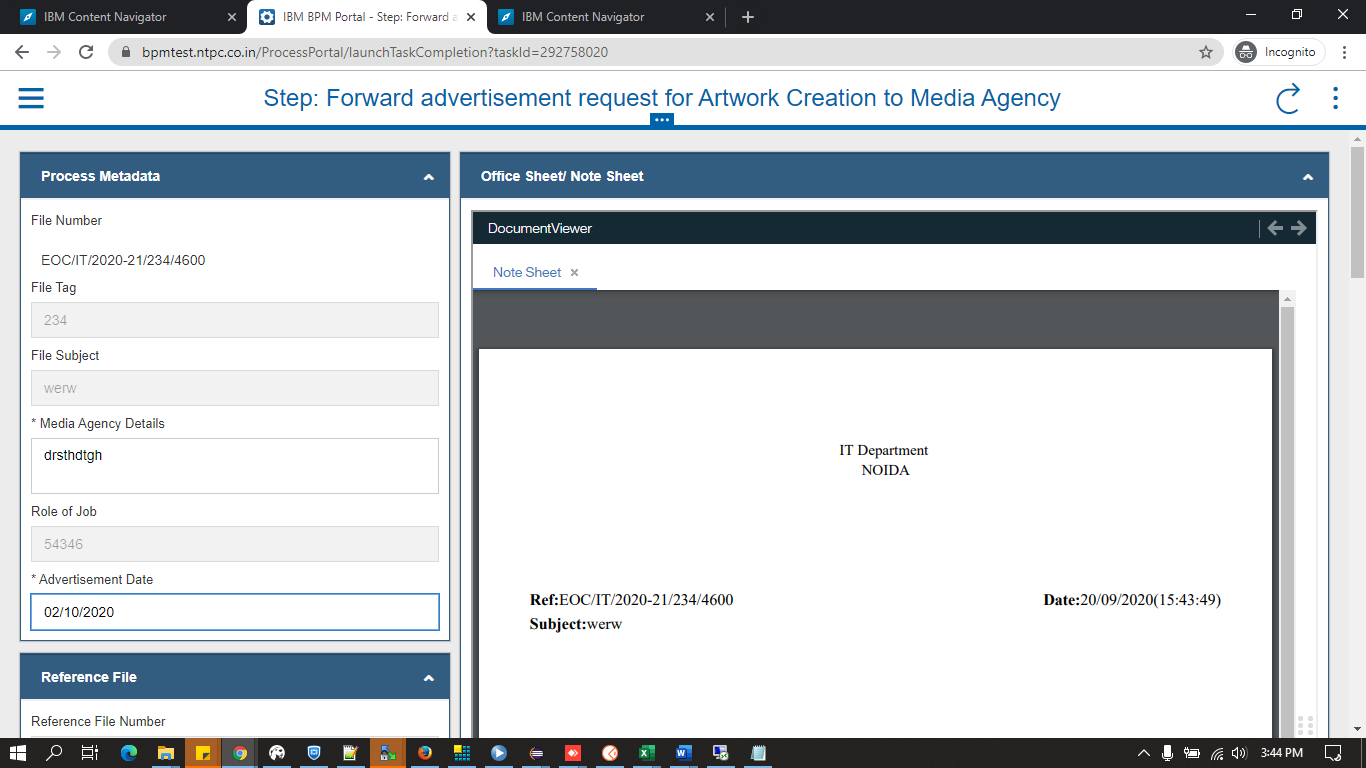 IBM Content Navigator
IBM BPM Portal - Step: Forward a
IBM Content Navigator
bpmtest.ntpc.co.in/ProcessPortal/launchTaskCompletion?taskId=292758020
Incognito
Step: Forward advertisement request for Artwork Creation to Media Agency
Process Metadata
File Number
EOC/IT/2020-21/234/4600
File Tag
234
File Subject
werw
* Media Agency Details
drsthdtgh
Role of Job
54346
* Advertisement Date
02/10/2020
Reference File
Reference File Number
Office Sheet/ Note Sheet
DocumentViewer
Note Sheet
IT Department
NOIDA
Ref:EOC/IT/2020-21/234/4600 Date:20/09/2020(15:43:49)
Subject:werw
3:44 PM